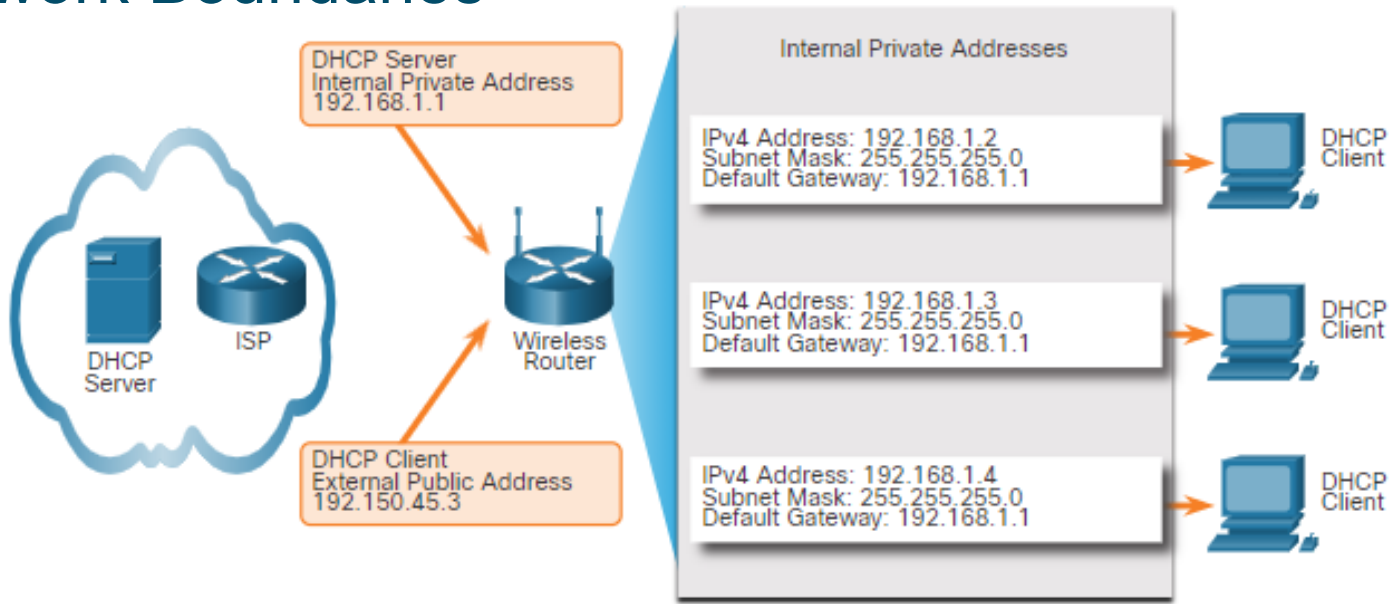 DHCP Server
Internal Private Address
192.168.1.1
DHCP
Server
ISP
Wireless
Router
DHCP Client
External Public Address
192.150.45.3
Internal Private Addresses
IPv4 Address: 192.168.1.2
Subnet Mask: 255.255.255.0
Default Gateway: 192.168.1.1
DHCP
Client
IPv4 Address: 192.168.1.3
Subnet Mask: 255.255.255.0
Default Gateway: 192.168.1.1
DHCP
Client
IPv4 Address: 192.168.1.4
Subnet Mask: 255.255.255.0
Default Gateway: 192.168.1.1
DHCP
Client